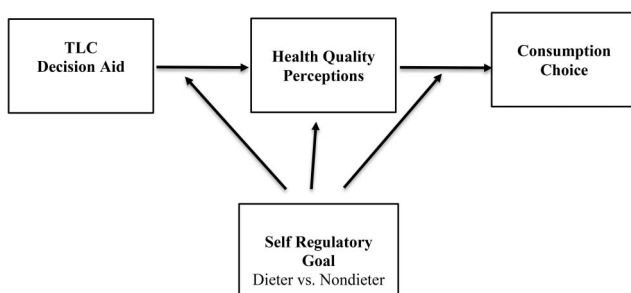 TLC
Decision Aid
Health Quality
Perceptions
Consumption
Choice
Self Regulatory
Goal
Dieter vs. Nondieter